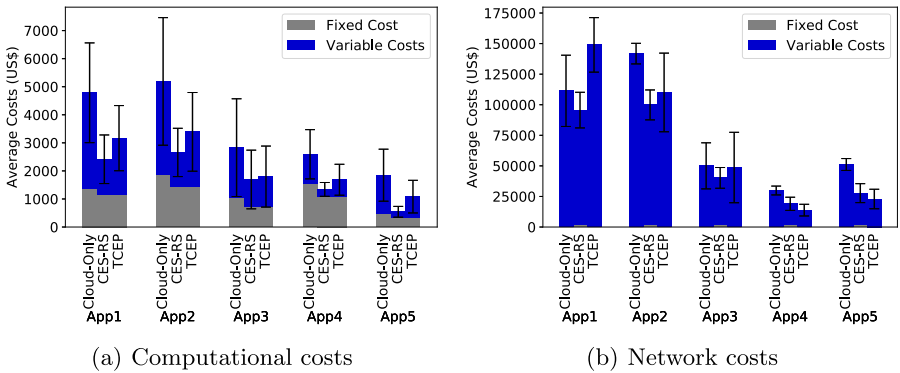 Average Costs (US$)
7000
6000
5000
4000
3000
2000
1000
0
Fixed Cost
Variable Costs
Cloud-Only
CES-RS
TCEP
Cloud-Only
CES-RS
TCEP
Cloud-Only
CES-RS
TCEP
Cloud-Only
CES-RS
TCEP
Cloud-Only
CES-RS
TCEP
App1 App2 App3 App4 App5
(a) Computational costs
Average Costs (US$)
175000
150000
125000
100000
75000
50000
25000
0
Fixed Cost
Variable Costs
Cloud-Only
CES-RS
TCEP
Cloud-Only
CES-RS
TCEP
Cloud-Only
CES-RS
TCEP
Cloud-Only
CES-RS
TCEP
Cloud-Only
CES-RS
TCEP
App1 App2 App3 App4 App5
(b) Network costs